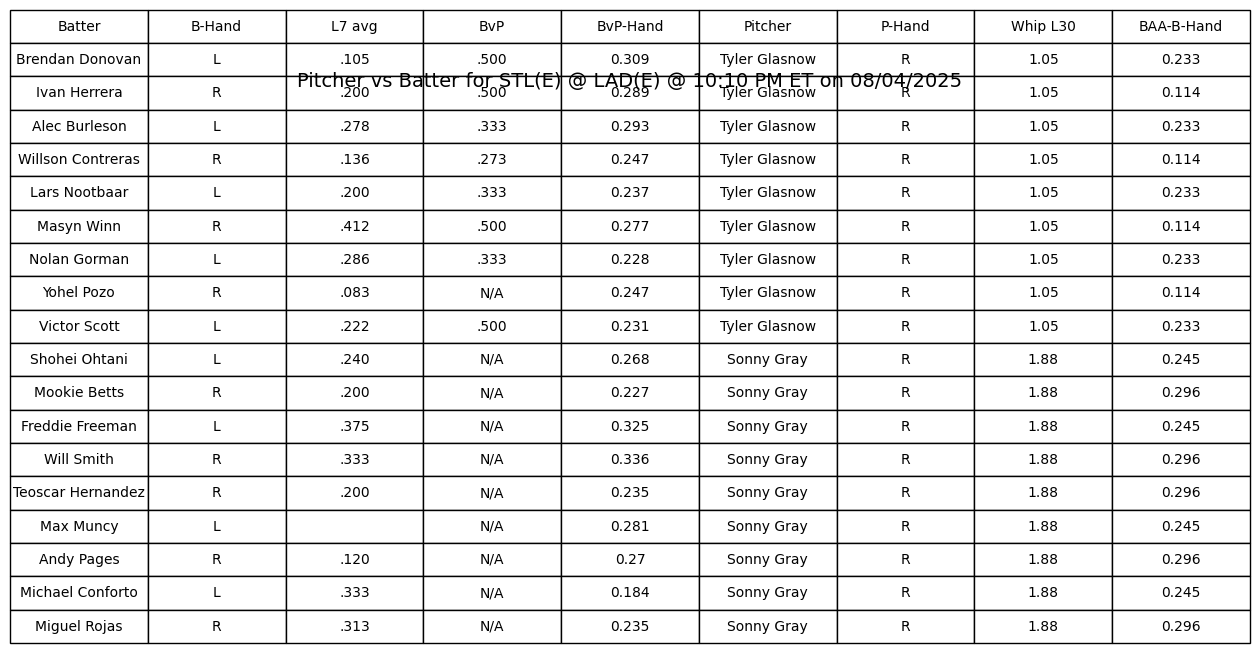 Batter B-Hand L7 avg BvP BvP-Hand Pitcher P-Hand Whip L30 BAA-B-Hand
Brendan Donovan L .105 .500 0.309 Tyler Glasnow R 1.05 0.233
Pitcher vs Batter for STL(E) @ LAD(E) @ 10:10 PM ET on 08/04/2025
Ivan Herrera R .200 .500 0.289 Tyler Glasnow R 1.05 0.114
Alec Burleson L .278 .333 0.293 Tyler Glasnow R 1.05 0.233
Willson Contreras R .136 .273 0.247 Tyler Glasnow R 1.05 0.114
Lars Nootbaar L .200 .333 0.237 Tyler Glasnow R 1.05 0.233
Masyn Winn R .412 .500 0.277 Tyler Glasnow R 1.05 0.114
Nolan Gorman L .286 .333 0.228 Tyler Glasnow R 1.05 0.233
Yohel Pozo R .083 N/A 0.247 Tyler Glasnow R 1.05 0.114
Victor Scott L .222 .500 0.231 Tyler Glasnow R 1.05 0.233
Shohei Ohtani L .240 N/A 0.268 Sonny Gray R 1.88 0.245
Mookie Betts R .200 N/A 0.227 Sonny Gray R 1.88 0.296
Freddie Freeman L .375 N/A 0.325 Sonny Gray R 1.88 0.245
Will Smith R .333 N/A 0.336 Sonny Gray R 1.88 0.296
Teoscar Hernandez R .200 N/A 0.235 Sonny Gray R 1.88 0.296
Max Muncy L N/A 0.281 Sonny Gray R 1.88 0.245
Andy Pages R .120 N/A 0.27 Sonny Gray R 1.88 0.296
Michael Conforto L .333 N/A 0.184 Sonny Gray R 1.88 0.245
Miguel Rojas R .313 N/A 0.235 Sonny Gray R 1.88 0.296